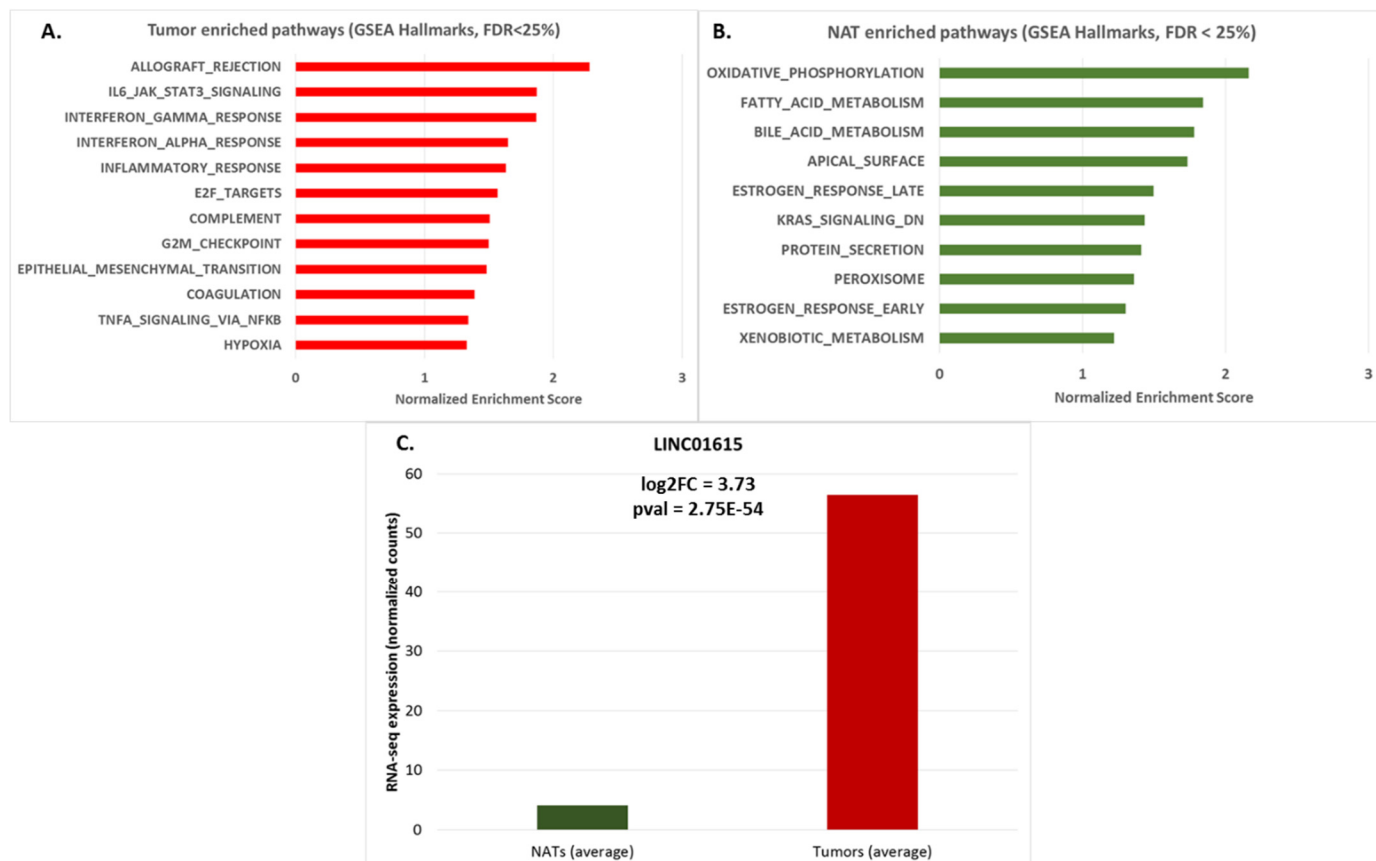 A.
Tumor enriched pathways (GSEA Hallmarks, FDR<25%)
ALLOGRAFT_REJECTION
IL6_JAK_STAT3_SIGNALING
INTERFERON_GAMMA_RESPONSE
INTERFERON_ALPHA_RESPONSE
INFLAMMATORY_RESPONSE
E2F_TARGETS
COMPLEMENT
G2M_CHECKPOINT
EPITHELIAL_MESENCHYMAL_TRANSITION
COAGULATION
TNFA_SIGNALING_VIA_NFKB
HYPOXIA
0 1 2 3
Normalized Enrichment Score
B.
NAT enriched pathways (GSEA Hallmarks, FDR < 25%)
OXIDATIVE_PHOSPHORYLATION
FATTY_ACID_METABOLISM
BILE_ACID_METABOLISM
APICAL_SURFACE
ESTROGEN_RESPONSE_LATE
KRAS_SIGNALING_DN
PROTEIN_SECRETION
PEROXISOME
ESTROGEN_RESPONSE_EARLY
XENOBIOTIC_METABOLISM
0 1 2 3
Normalized Enrichment Score
C.
LINC01615
log2FC = 3.73
pval = 2.75E-54
RNA-seq expression (normalized counts)
60
50
40
30
20
10
0
NATs (average) Tumors (average)